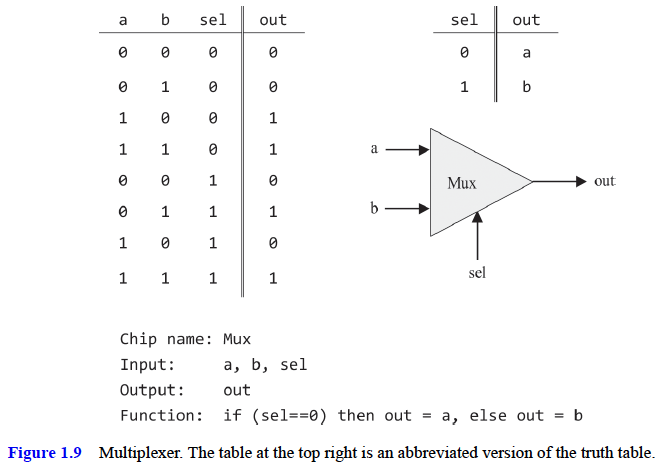 a b sel out
0 0 0 0
0 1 0 0
1 0 0 1
1 1 0 1
0 0 1 0
0 1 1 1
1 0 1 0
1 1 1 1
sel out
0 a
1 b
a
b
Mux
out
sel
Chip name: Mux
Input: a, b, sel
Output: out
Function: if (sel==0) then out = a, else out = b
Figure 1.9 Multiplexer. The table at the top right is an abbreviated version of the truth table.